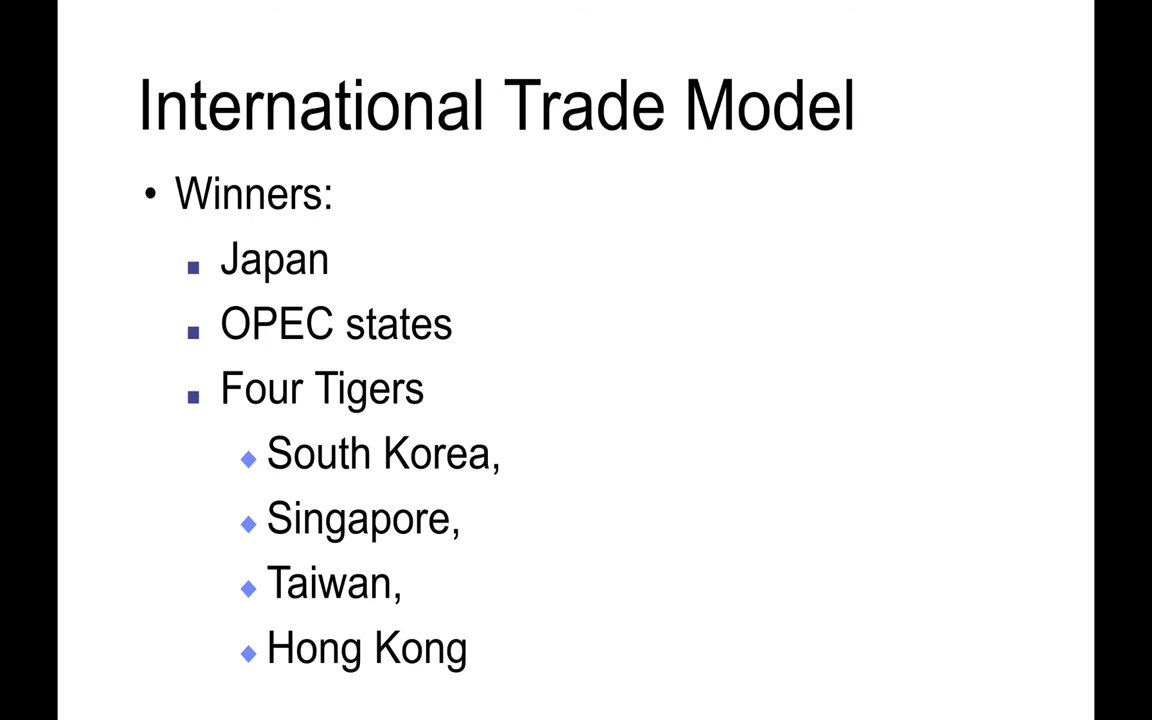 International Trade Model
• Winners:
▪ Japan
▪ OPEC states
▪ Four Tigers
◆ South Korea,
◆ Singapore,
◆ Taiwan,
◆ Hong Kong